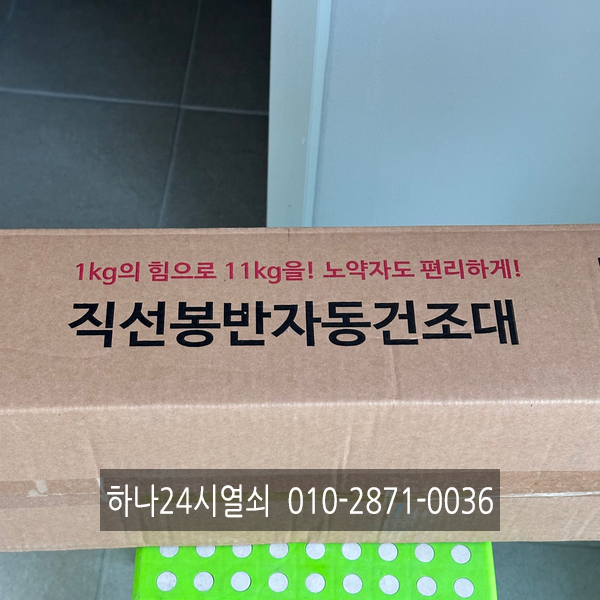 1kg의 힘으로 11kg을! 노약자도 편리하게!
직선봉반자동건조대
하나24시열쇠 010-2871-0036